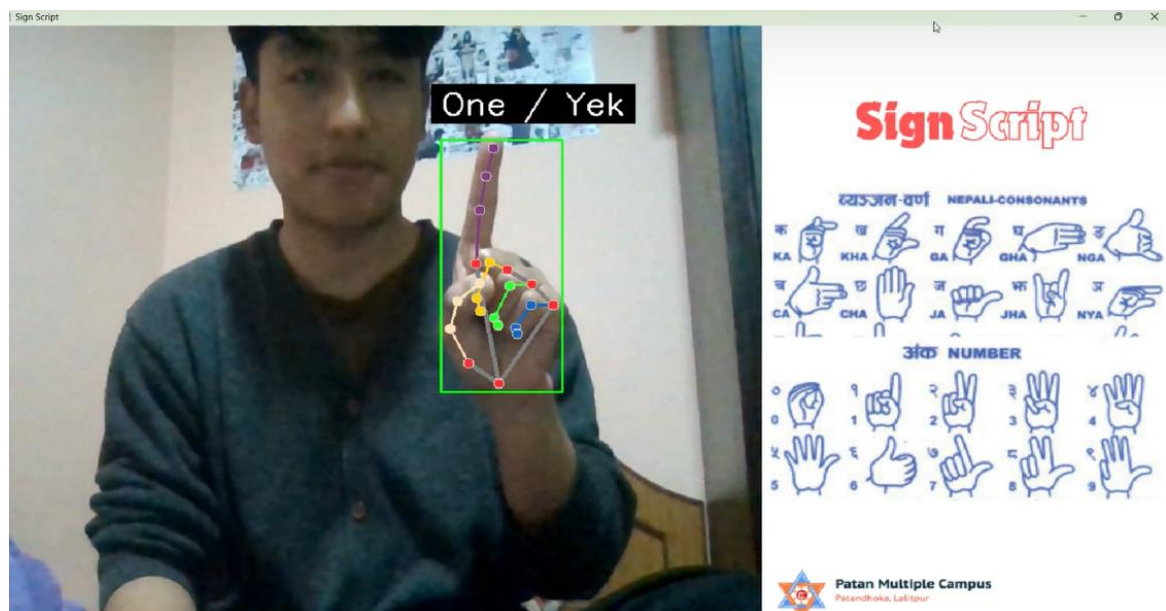 Sign Script
One / Yek
Sign Script
व्यञ्जन-वर्ण NEPALI-CONSONANTS
क ख ग घ ङ
KA KHA GA GHA NGA
च छ ज झ ञ
CA CHA JA JHA NYA
अंक NUMBER
० १ २ ३ ४
0 1 2 3 4
५ ६ ७ ८ ९
5 6 7 8 9
Patan Multiple Campus
Patandhoka, Lalitpur